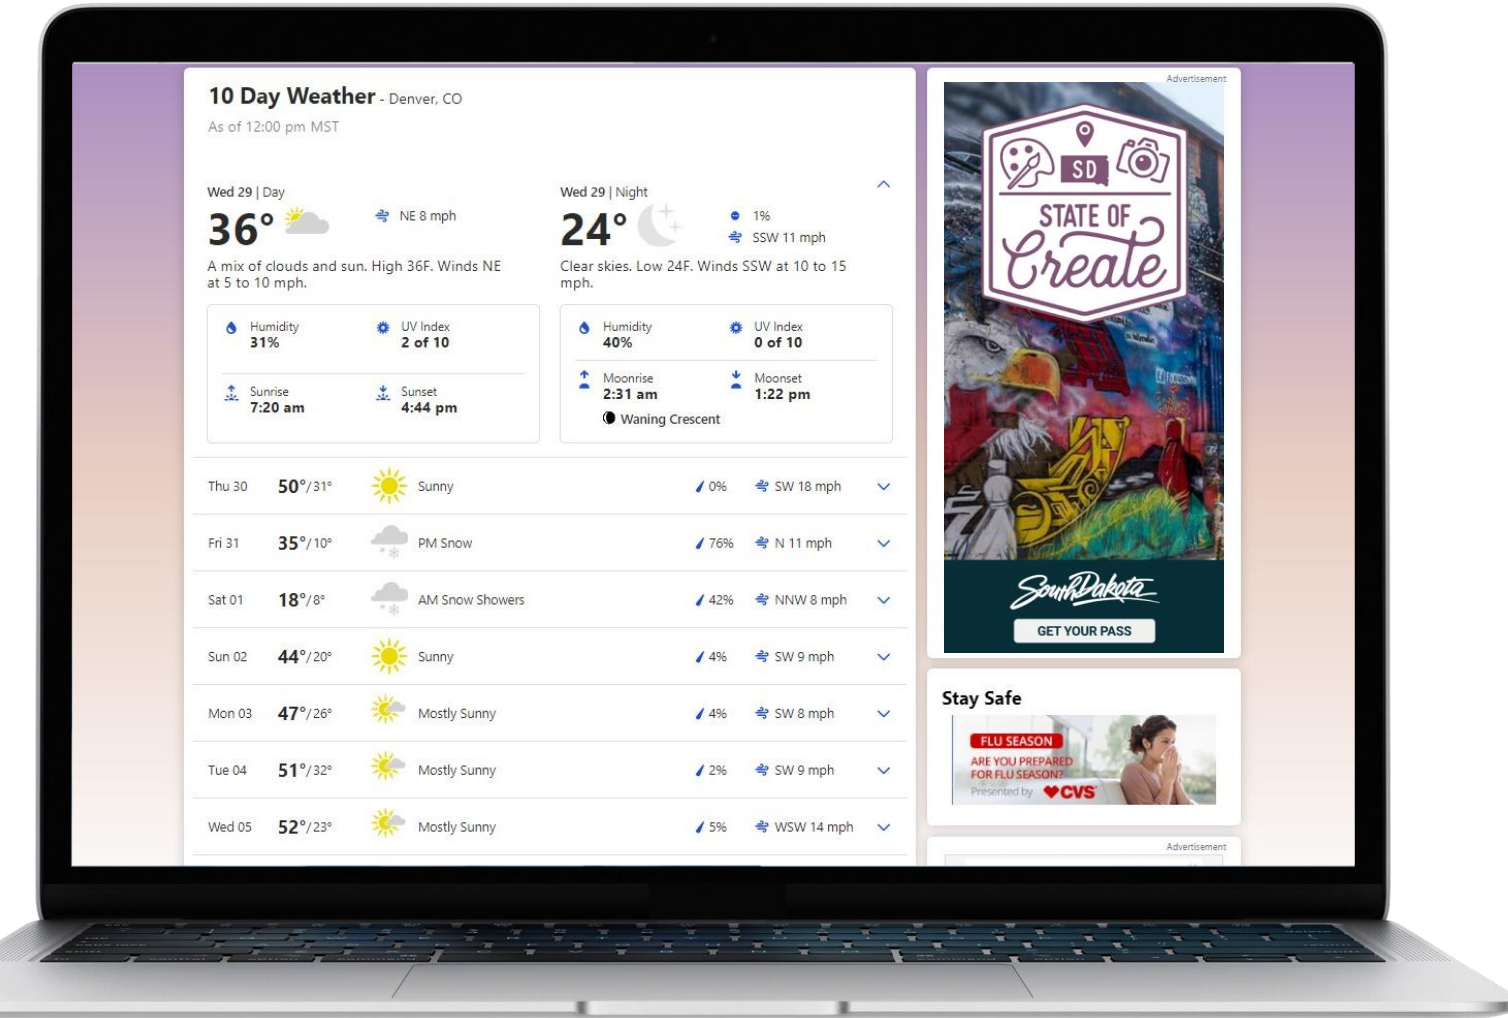 10 Day Weather - Denver, CO
As of 12:00 pm MST
Wed 29 | Day
36°
NE 8 mph
A mix of clouds and sun. High 36F. Winds NE
at 5 to 10 mph.
Humidity
31%
UV Index
2 of 10
Sunrise
7:20 am
Sunset
4:44 pm
Wed 29 | Night
24°
1%
SSW 11 mph
Clear skies. Low 24F. Winds SSW at 10 to 15
mph.
Humidity
40%
UV Index
0 of 10
Moonrise
2:31 am
Moonset
1:22 pm
Waning Crescent
Thu 30 50°/31° Sunny 0% SW 18 mph
Fri 31 35°/10° PM Snow 76% N 11 mph
Sat 01 18°/8° AM Snow Showers 42% NNW 8 mph
Sun 02 44°/20° Sunny 4% SW 9 mph
Mon 03 47°/26° Mostly Sunny 4% SW 8 mph
Tue 04 51°/32° Mostly Sunny 2% SW 9 mph
Wed 05 52°/23° Mostly Sunny 5% WSW 14 mph
Advertisement
SD
STATE OF
Create
South Dakota
GET YOUR PASS
Stay Safe
FLU SEASON
ARE YOU PREPARED
FOR FLU SEASON?
Presented by CVS
Advertisement